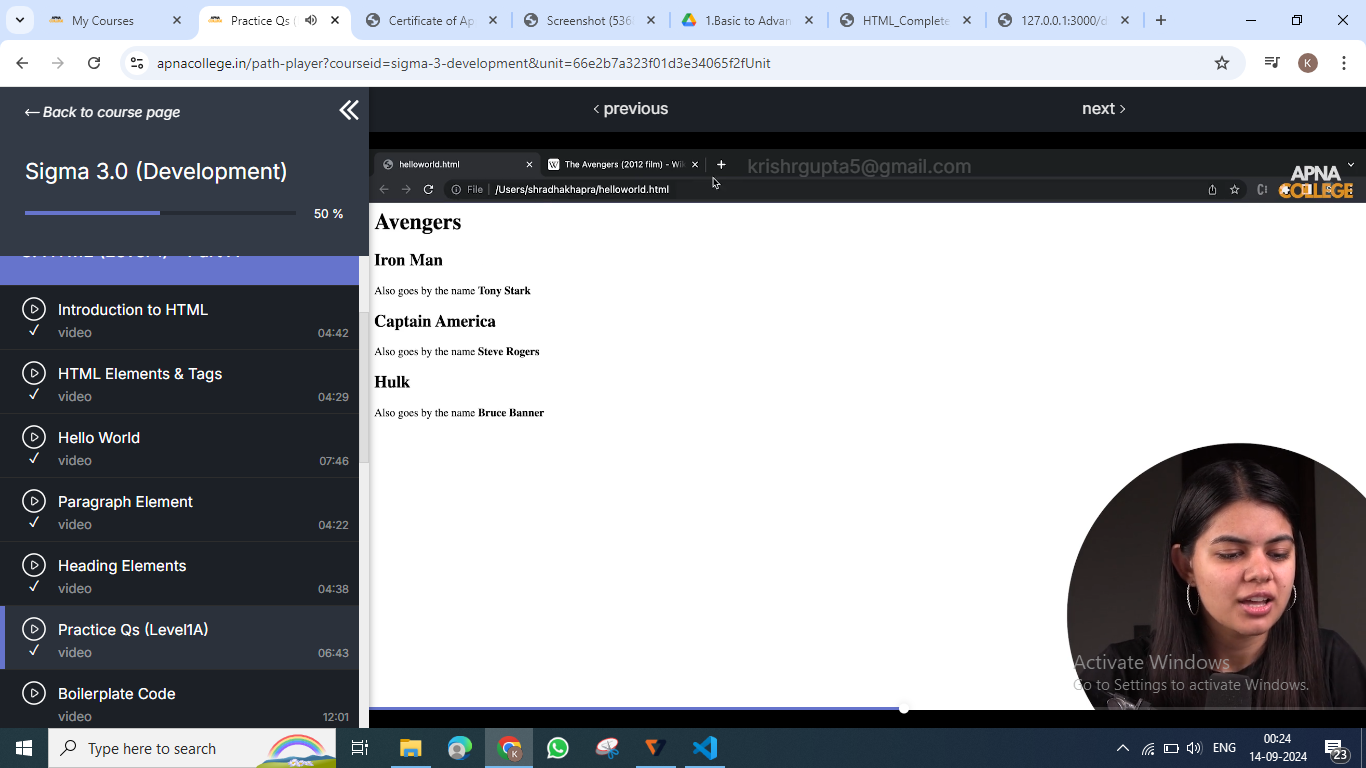 My Courses
Practice Qs (
Certificate of Ap
Screenshot (536
1.Basic to Advan
HTML_Complete
127.0.0.1:3000/d
apnacollege.in/path-player?courseid=sigma-3-development&unit=66e2b7a323f01d3e34065f2fUnit
K
Back to course page
Sigma 3.0 (Development)
50 %
Introduction to HTML
video 04:42
HTML Elements & Tags
video 04:29
Hello World
video 07:46
Paragraph Element
video 04:22
Heading Elements
video 04:38
Practice Qs (Level1A)
video 06:43
Boilerplate Code
video 12:01
‹ previous
next ›
helloworld.html
The Avengers (2012 film) - Wi
krishrgupta5@gmail.com
APNA
COLLEGE
File | /Users/shradhakhapra/helloworld.html
Avengers
Iron Man
Also goes by the name Tony Stark
Captain America
Also goes by the name Steve Rogers
Hulk
Also goes by the name Bruce Banner
Activate Windows
Go to Settings to activate Windows.
Type here to search
K
ENG
00:24
14-09-2024
23